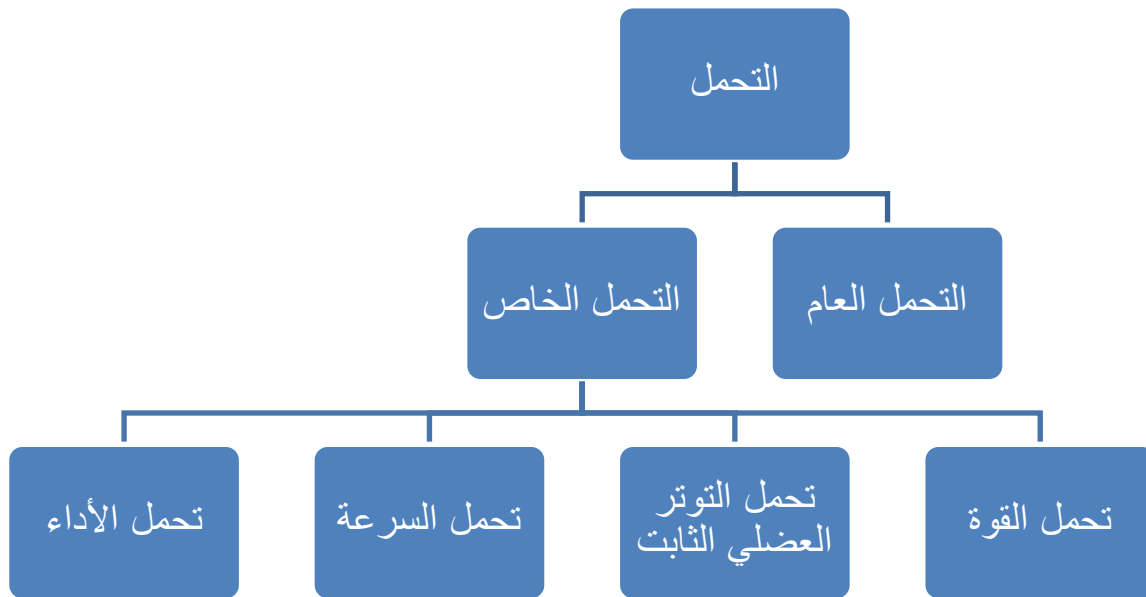 التحمل
التحمل العام
التحمل الخاص
تحمل القوة
تحمل التوتر
العضلي الثابت
تحمل السرعة
تحمل الأداء